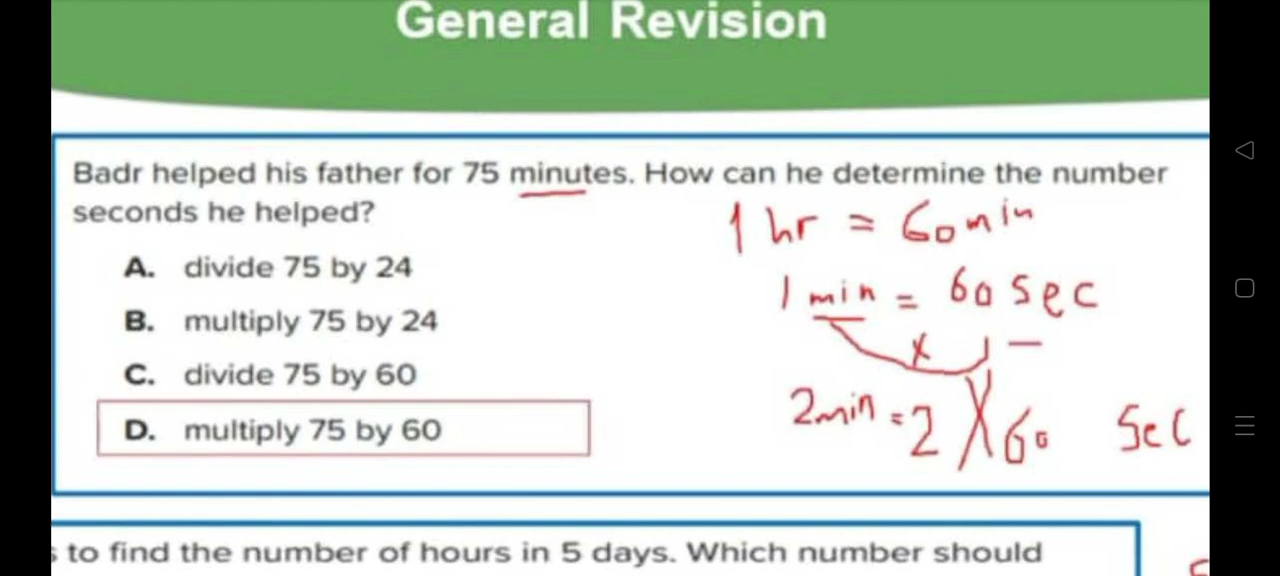 General Revision
Badr helped his father for 75 minutes. How can he determine the number
seconds he helped?
1 hr = 60 min
A. divide 75 by 24
1 min = 60 sec
B. multiply 75 by 24
x
C. divide 75 by 60
2min = 2 X 60 Sec
D. multiply 75 by 60
to find the number of hours in 5 days. Which number should